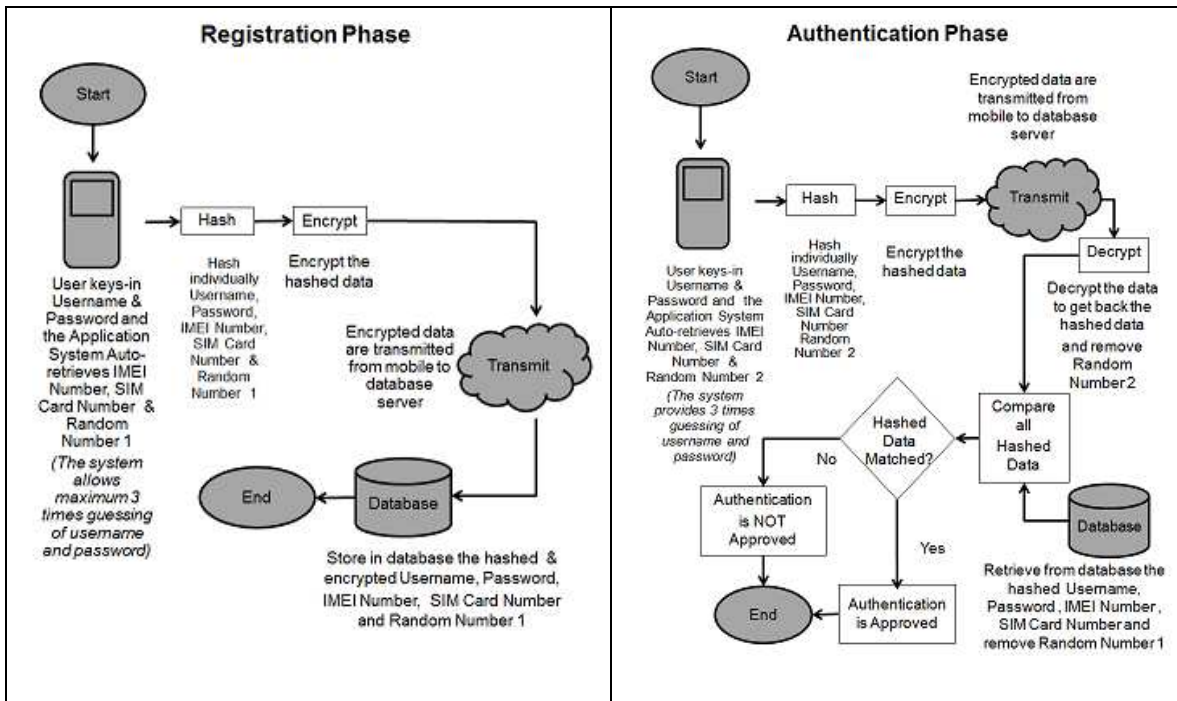 Registration Phase
Start
Hash
Encrypt
User keys-in
Username &
Password and
the Application
System Auto-
retrieves IMEI
Number, SIM
Card Number &
Random
Number 1
(The system
allows
maximum 3
times guessing
of username
and password)
Hash
individually
Username,
Password,
IMEI Number,
SIM Card
Number &
Random
Number 1
Encrypt the
hashed data
Encrypted data
are transmitted
from mobile to
database
server
Transmit
Database
End
Store in database the hashed &
encrypted Username, Password,
IMEI Number, SIM Card Number
and Random Number 1
Authentication Phase
Start
Encrypted data are
transmitted from
mobile to database
server
Hash
Encrypt
Transmit
Decrypt
User keys-in
Username &
Password and the
Application System
Auto-retrieves IMEI
Number, SIM Card
Number &
Random Number 2
(The system
provides 3 times
guessing of
username and
password)
Hash
individually
Username,
Password,
IMEI Number,
SIM Card
Number
Random
Number 2
Encrypt the
hashed data
Decrypt the data
to get back the
hashed data
and remove
Random
Number 2
Compare
all
Hashed
Data
Hashed
Data
Matched?
No
Yes
Authentication
is NOT
Approved
Database
Retrieve from database the
hashed Username,
Password, IMEI Number,
SIM Card Number and
remove Random Number 1
End
Authentication
is Approved